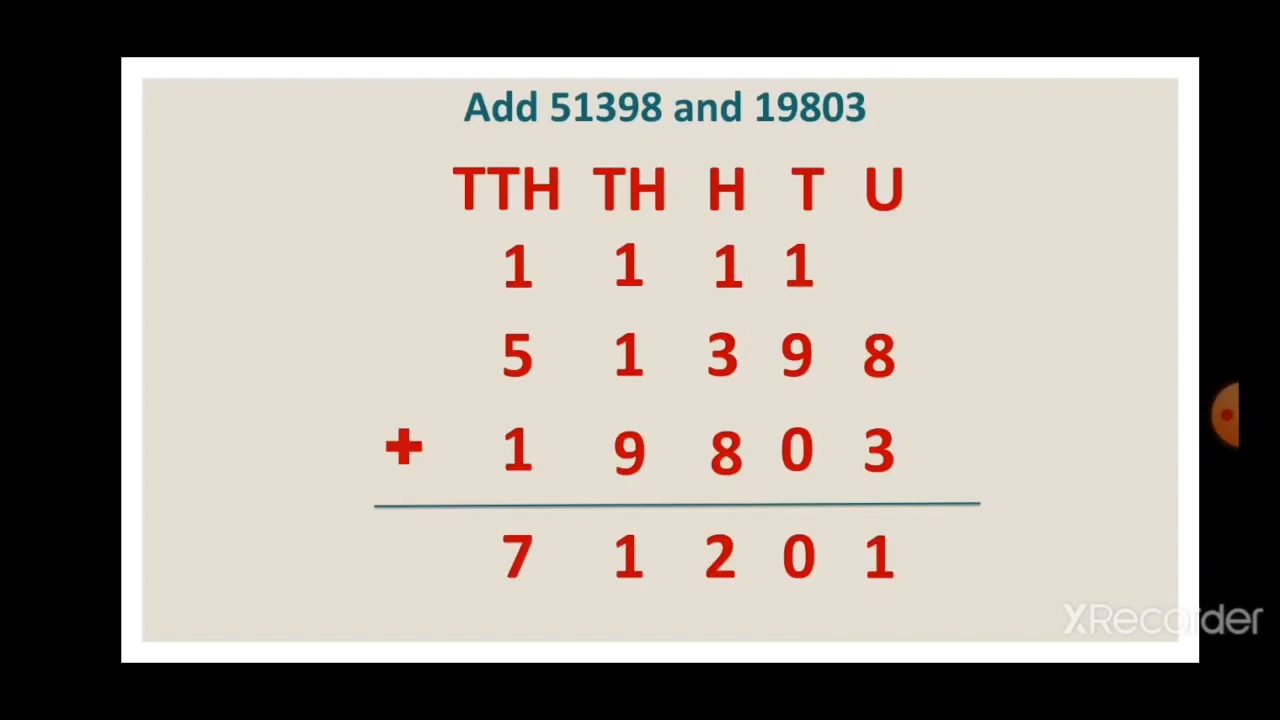 Add 51398 and 19803
TTH TH H T U
1 1 1 1
5 1 3 9 8
+ 1 9 8 0 3
7 1 2 0 1
XRecorder